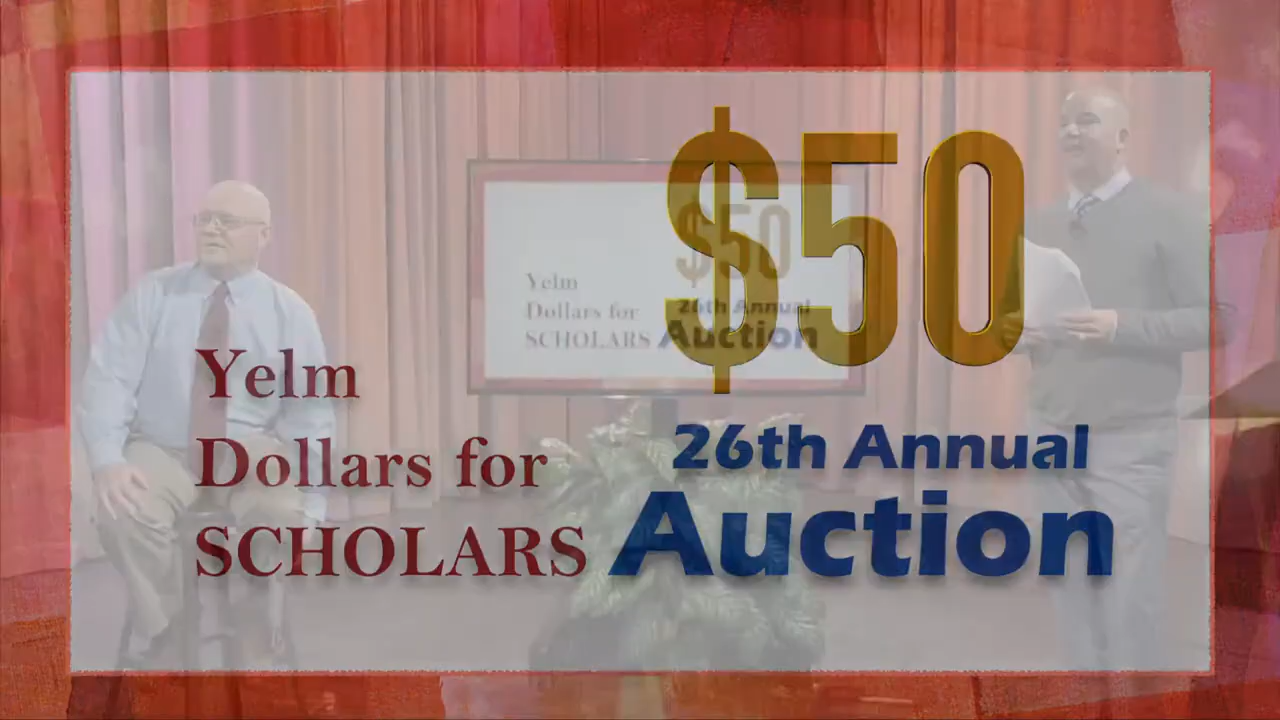 Yelm
Dollars for
SCHOLARS
$50
26th Annual
Auction
Yelm
Dollars for
SCHOLARS
$50
26th Annual
Auction